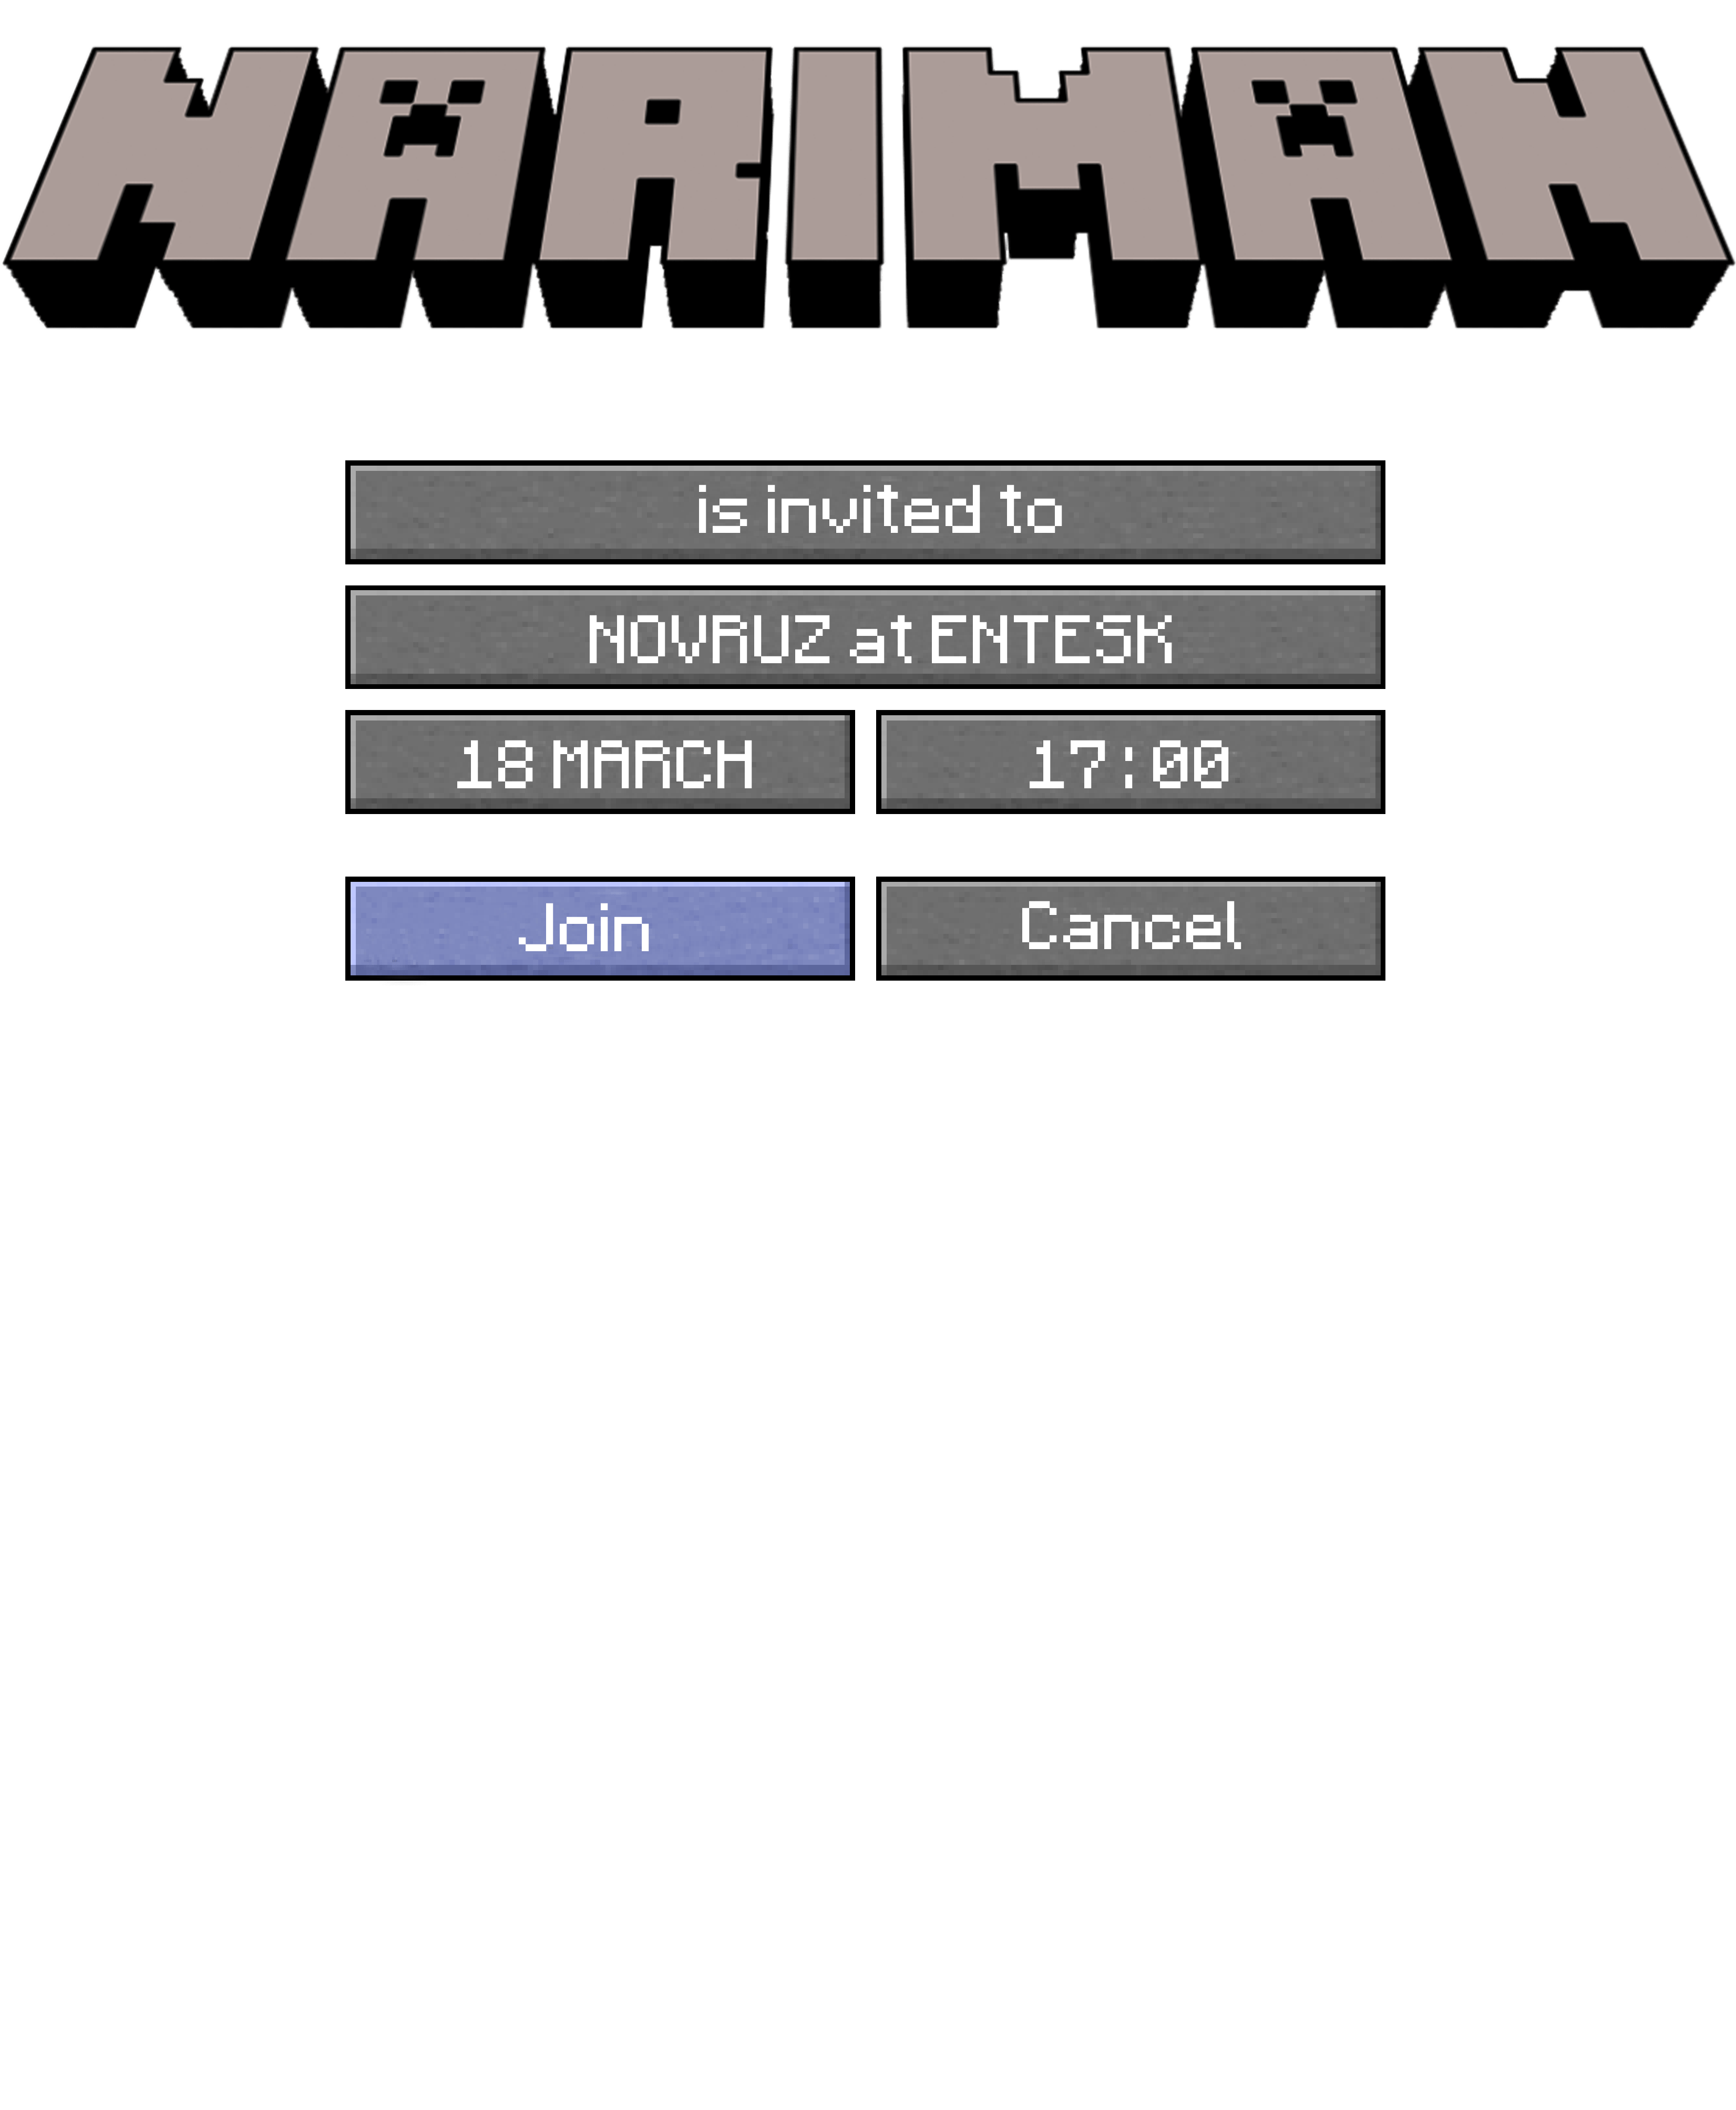 NARIMAN
is invited to
NOVRUZ at ENTESK
18 MARCH 17:00
Join Cancel